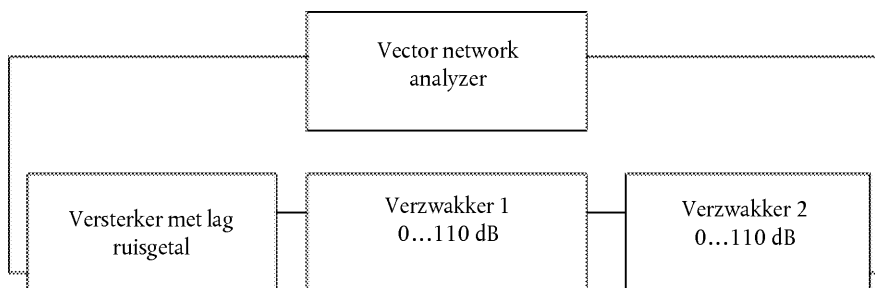 Vector network
analyzer
Versterker met lag
ruisgetal
Verzwakker 1
0...110 dB
Verzwakker 2
0...110 dB